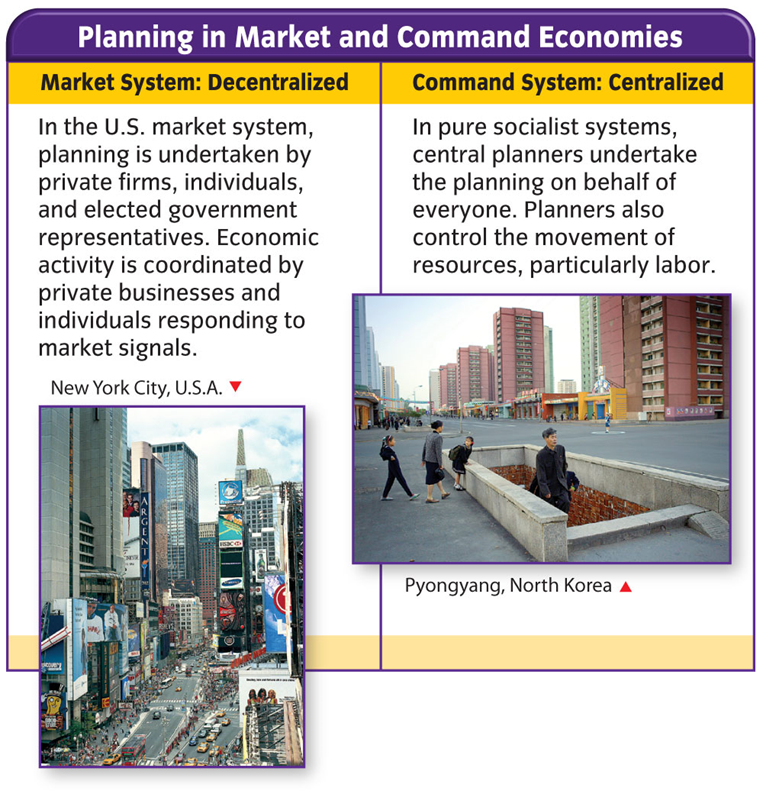 Planning in Market and Command Economies
Market System: Decentralized
In the U.S. market system,
planning is undertaken by
private firms, individuals,
and elected government
representatives. Economic
activity is coordinated by
private businesses and
individuals responding to
market signals.
New York City, U.S.A. ▼
ARGENT
HSBC
Command System: Centralized
In pure socialist systems,
central planners undertake
the planning on behalf of
everyone. Planners also
control the movement of
resources, particularly labor.
Pyongyang, North Korea ▲